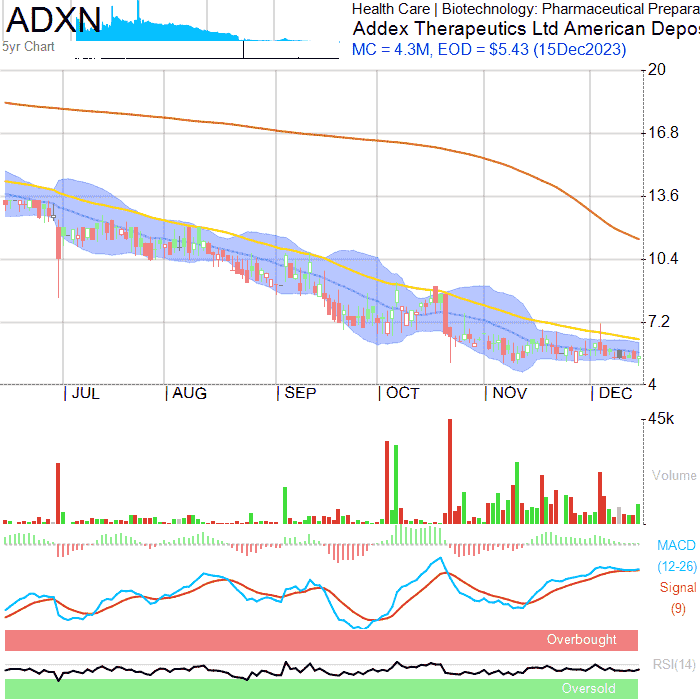 ADXN
5yr Chart
Health Care | Biotechnology: Pharmaceutical Prepara
Addex Therapeutics Ltd American Depos
MC = 4.3M, EOD = $5.43 (15Dec2023)
20
16.8
13.6
10.4
7.2
4
| JUL | AUG | SEP | OCT | NOV | DEC
45k
Volume
MACD
(12-26)
Signal
(9)
Overbought
RSI(14)
Oversold